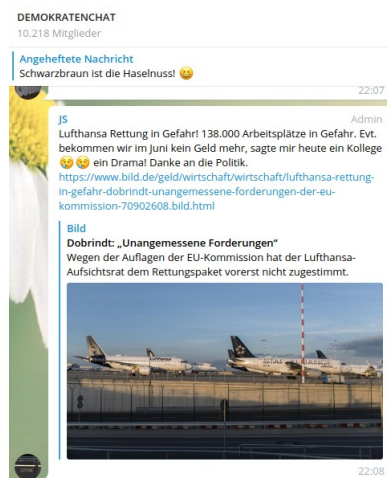 DEMOKRATENCHAT
10.218 Mitglieder
Angeheftete Nachricht
Schwarzbraun ist die Haselnuss! 😀
22:07
JS Admin
Lufthansa Rettung in Gefahr! 138.000 Arbeitsplätze in Gefahr. Evt.
bekommen wir im Juni kein Geld mehr, sagte mir heute ein Kollege
😢😢 ein Drama! Danke an die Politik.
https://www.bild.de/geld/wirtschaft/wirtschaft/lufthansa-rettung-
in-gefahr-dobrindt-unangemessene-forderungen-der-eu-
kommission-70902608.bild.html
Bild
Dobrindt: „Unangemessene Forderungen“
Wegen der Auflagen der EU-Kommission hat der Lufthansa-
Aufsichtsrat dem Rettungspaket vorerst nicht zugestimmt.
22:08